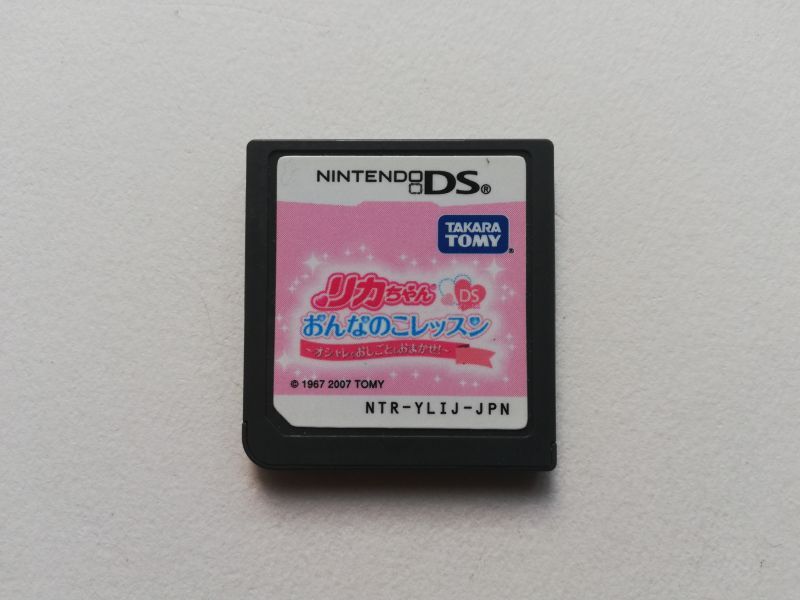 NINTENDO DS®
TAKARA
TOMY®
リカちゃん DS
おんなのこレッスン
～オシャレもおしごともおまかせ!～
© 1967 2007 TOMY
NTR-YLIJ-JPN